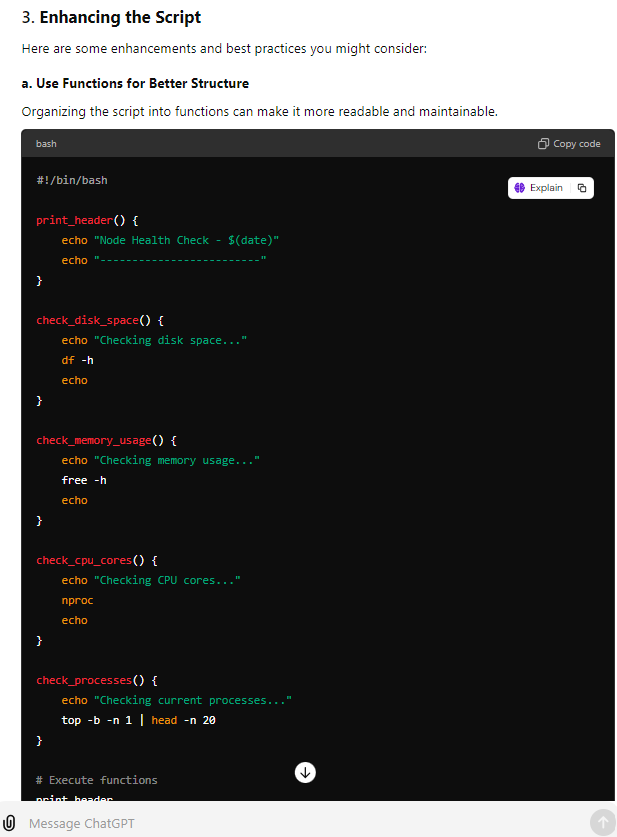 3. Enhancing the Script
Here are some enhancements and best practices you might consider:
a. Use Functions for Better Structure
Organizing the script into functions can make it more readable and maintainable.
bash
Copy code
#!/bin/bash
Explain
print_header() {
    echo "Node Health Check - $(date)"
    echo "-------------------------"
}
check_disk_space() {
    echo "Checking disk space..."
    df -h
    echo
}
check_memory_usage() {
    echo "Checking memory usage..."
    free -h
    echo
}
check_cpu_cores() {
    echo "Checking CPU cores..."
    nproc
    echo
}
check_processes() {
    echo "Checking current processes..."
    top -b -n 1 | head -n 20
}
# Execute functions
print_header
Message ChatGPT